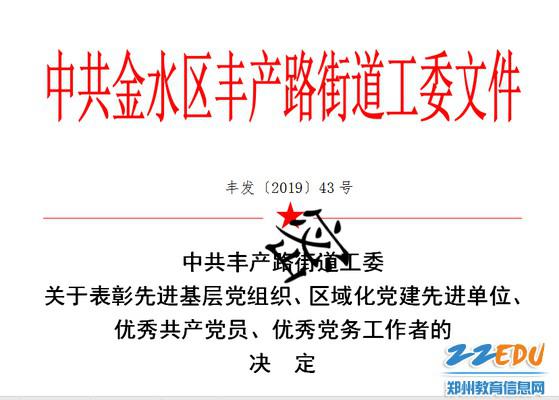 中共金水区丰产路街道工委文件
丰发〔2019〕43 号
中共丰产路街道工委
关于表彰先进基层党组织、区域化党建先进单位、
优秀共产党员、优秀党务工作者的
决 定
ZZEDU
郑州教育信息网